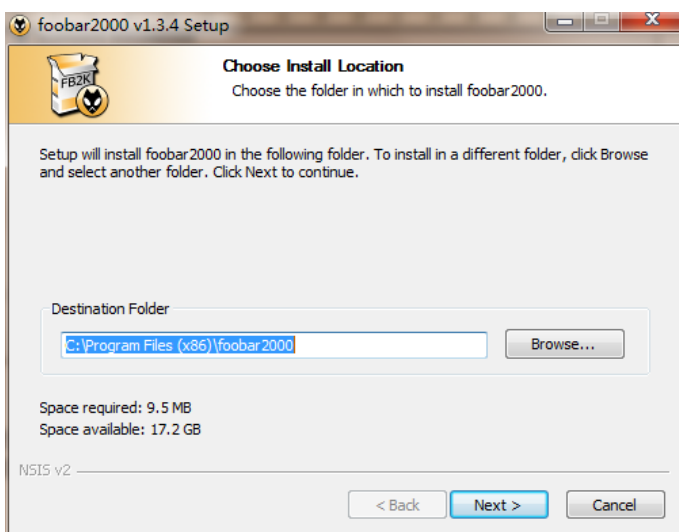 foobar2000 v1.3.4 Setup
FB2K
Choose Install Location
Choose the folder in which to install foobar2000.
Setup will install foobar2000 in the following folder. To install in a different folder, click Browse
and select another folder. Click Next to continue.
Destination Folder
C:\Program Files (x86)\foobar2000
Browse...
Space required: 9.5 MB
Space available: 17.2 GB
NSIS v2
< Back
Next >
Cancel